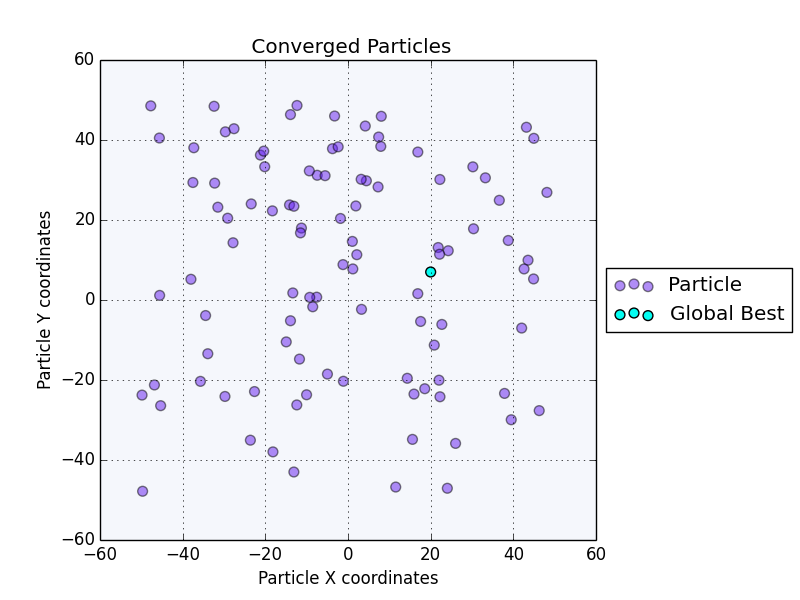 Converged Particles
60
40
20
0
−20
−40
−60
Particle Y coordinates
−60 −40 −20 0 20 40 60
Particle X coordinates
Particle
Global Best